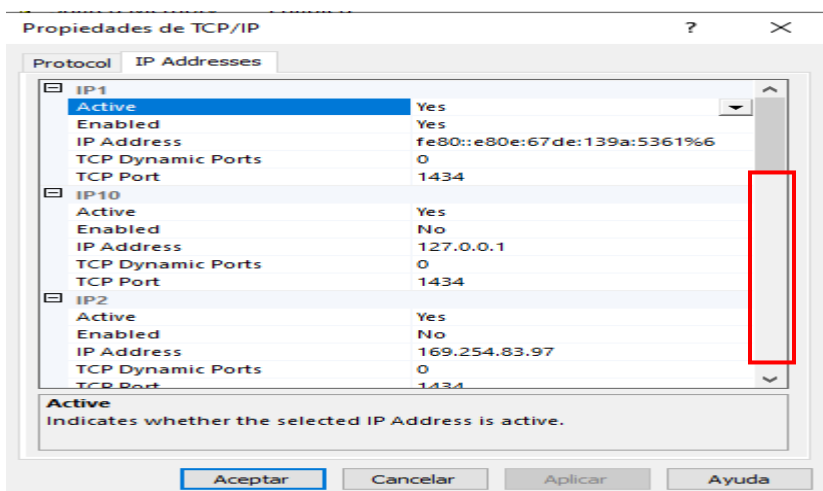 Propiedades de TCP/IP ? ×
Protocol IP Addresses
IP1
Active Yes
Enabled Yes
IP Address fe80::e80e:67de:139a:5361%6
TCP Dynamic Ports 0
TCP Port 1434
IP10
Active Yes
Enabled No
IP Address 127.0.0.1
TCP Dynamic Ports 0
TCP Port 1434
IP2
Active Yes
Enabled No
IP Address 169.254.83.97
TCP Dynamic Ports 0
TCP Port 1434
Active
Indicates whether the selected IP Address is active.
Aceptar Cancelar Aplicar Ayuda